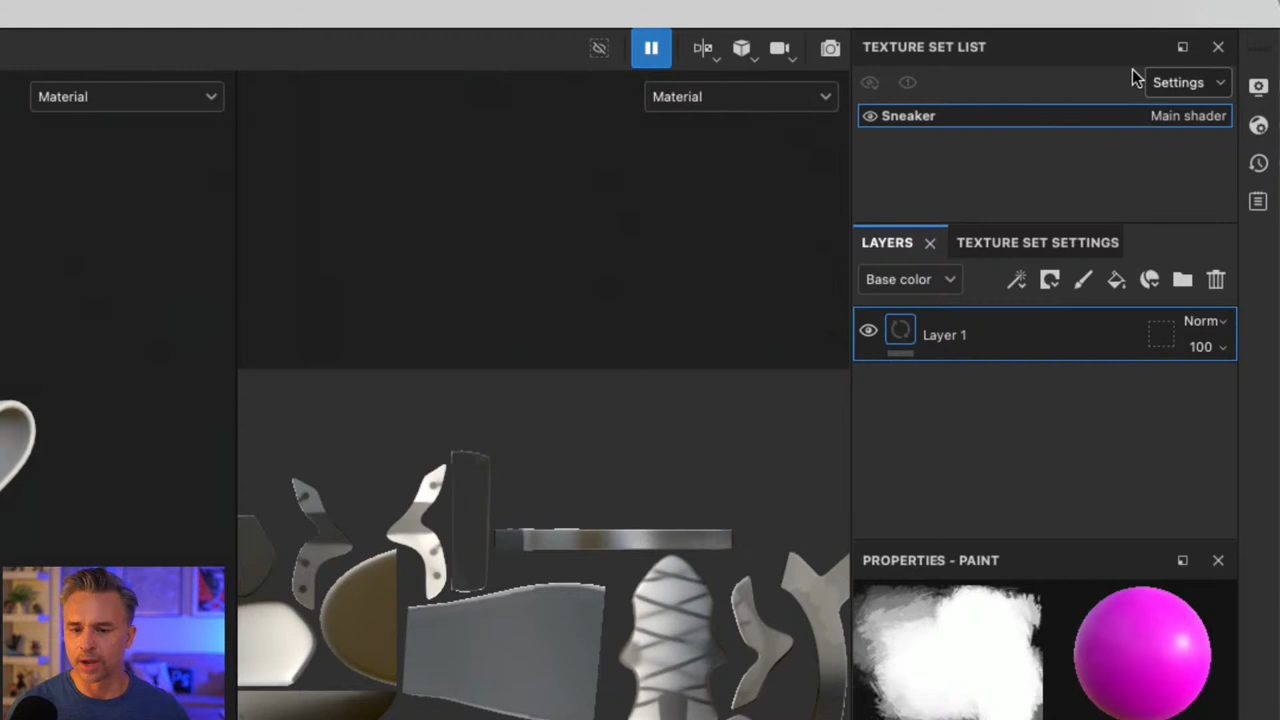 TEXTURE SET LIST
Material
Material
Settings
Sneaker
Main shader
LAYERS
TEXTURE SET SETTINGS
Base color
Norm
Layer 1
100
PROPERTIES - PAINT